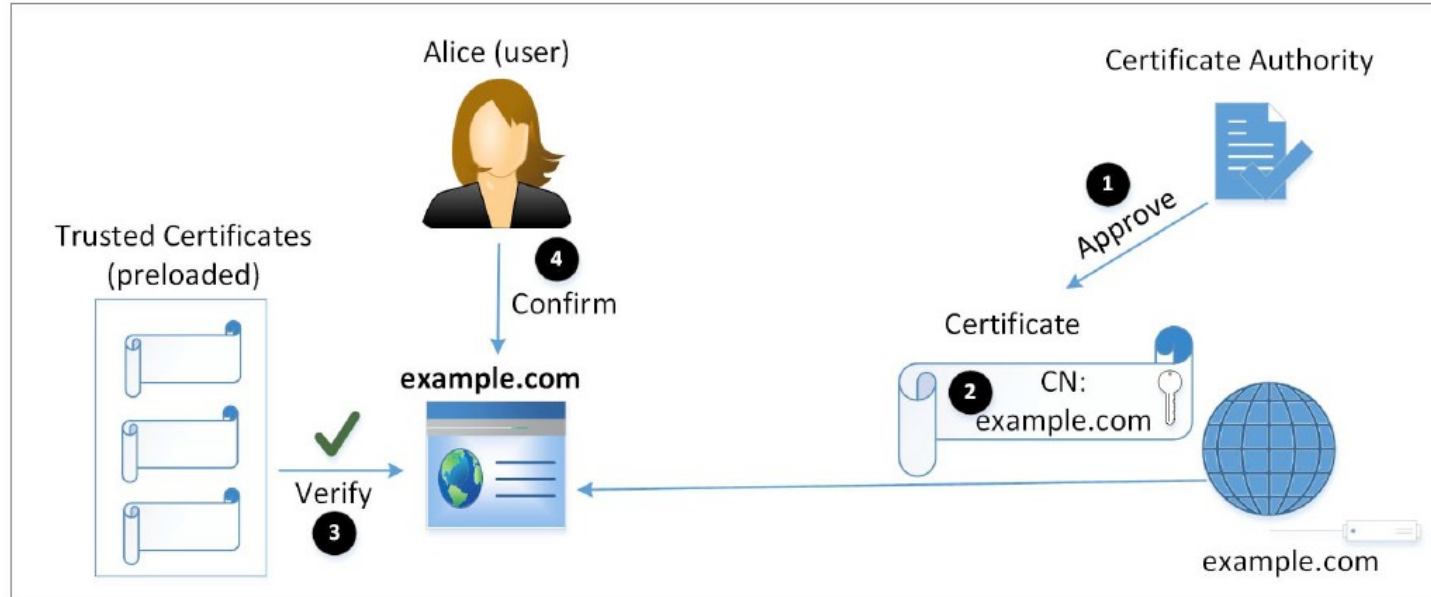 Alice (user)
Certificate Authority
1
Approve
Trusted Certificates
(preloaded)
4
Confirm
Certificate
example.com
2
CN:
example.com
Verify
3
example.com